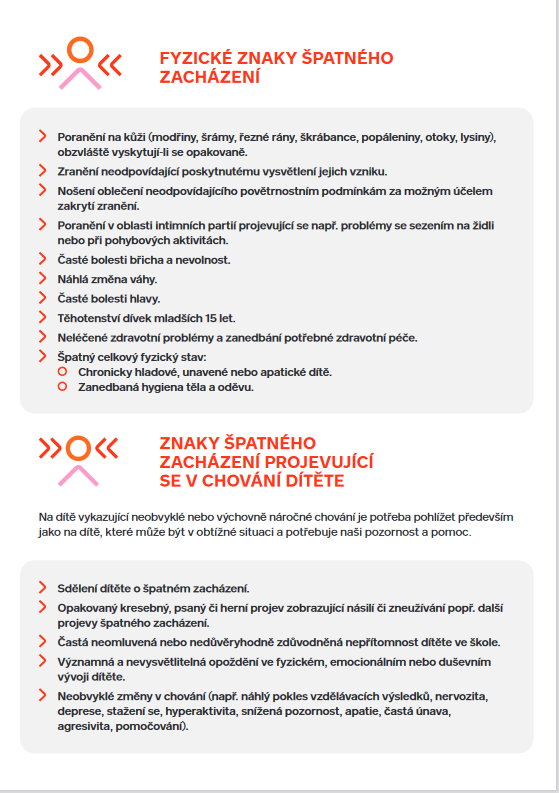 FYZICKÉ ZNAKY ŠPATNÉHO
ZACHÁZENÍ
Poranění na kůži (modřiny, šrámy, řezné rány, škrábance, popáleniny, otoky, lysiny),
obzvláště vyskytují-li se opakovaně.
Zranění neodpovídající poskytnutému vysvětlení jejich vzniku.
Nošení oblečení neodpovídajícího povětrnostním podmínkám za možným účelem
zakrytí zranění.
Poranění v oblasti intimních partií projevující se např. problémy se sezením na židli
nebo při pohybových aktivitách.
Časté bolesti břicha a nevolnost.
Náhlá změna váhy.
Časté bolesti hlavy.
Těhotenství dívek mladších 15 let.
Neléčené zdravotní problémy a zanedbání potřebné zdravotní péče.
Špatný celkový fyzický stav:
Chronicky hladové, unavené nebo apatické dítě.
Zanedbaná hygiena těla a oděvu.
ZNAKY ŠPATNÉHO
ZACHÁZENÍ PROJEVUJÍCÍ
SE V CHOVÁNÍ DÍTĚTE
Na dítě vykazující neobvyklé nebo výchovně náročné chování je potřeba pohlížet především
jako na dítě, které může být v obtížné situaci a potřebuje naši pozornost a pomoc.
Sdělení dítěte o špatném zacházení.
Opakovaný kresebný, psaný či herní projev zobrazující násilí či zneužívání popř. další
projevy špatného zacházení.
Častá neomluvená nebo nedůvěryhodně zdůvodněná nepřítomnost dítěte ve škole.
Významná a nevysvětlitelná opoždění ve fyzickém, emocionálním nebo duševním
vývoji dítěte.
Neobvyklé změny v chování (např. náhlý pokles vzdělávacích výsledků, nervozita,
deprese, stažení se, hyperaktivita, snížená pozornost, apatie, častá únava,
agresivita, pomočování).